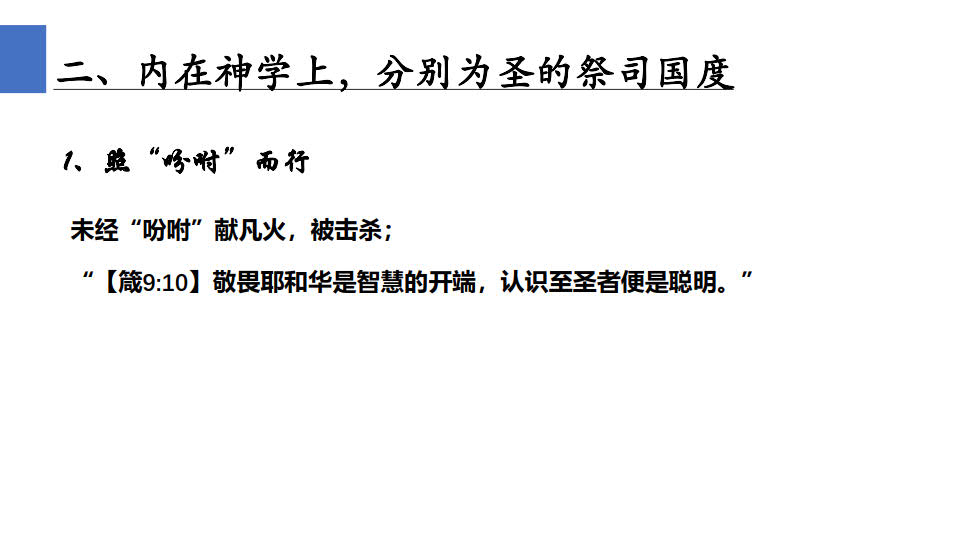 二、内在神学上，分别为圣的祭司国度
1、照“吩咐”而行
未经“吩咐”献凡火，被击杀；
“【箴9:10】敬畏耶和华是智慧的开端，认识至圣者便是聪明。”